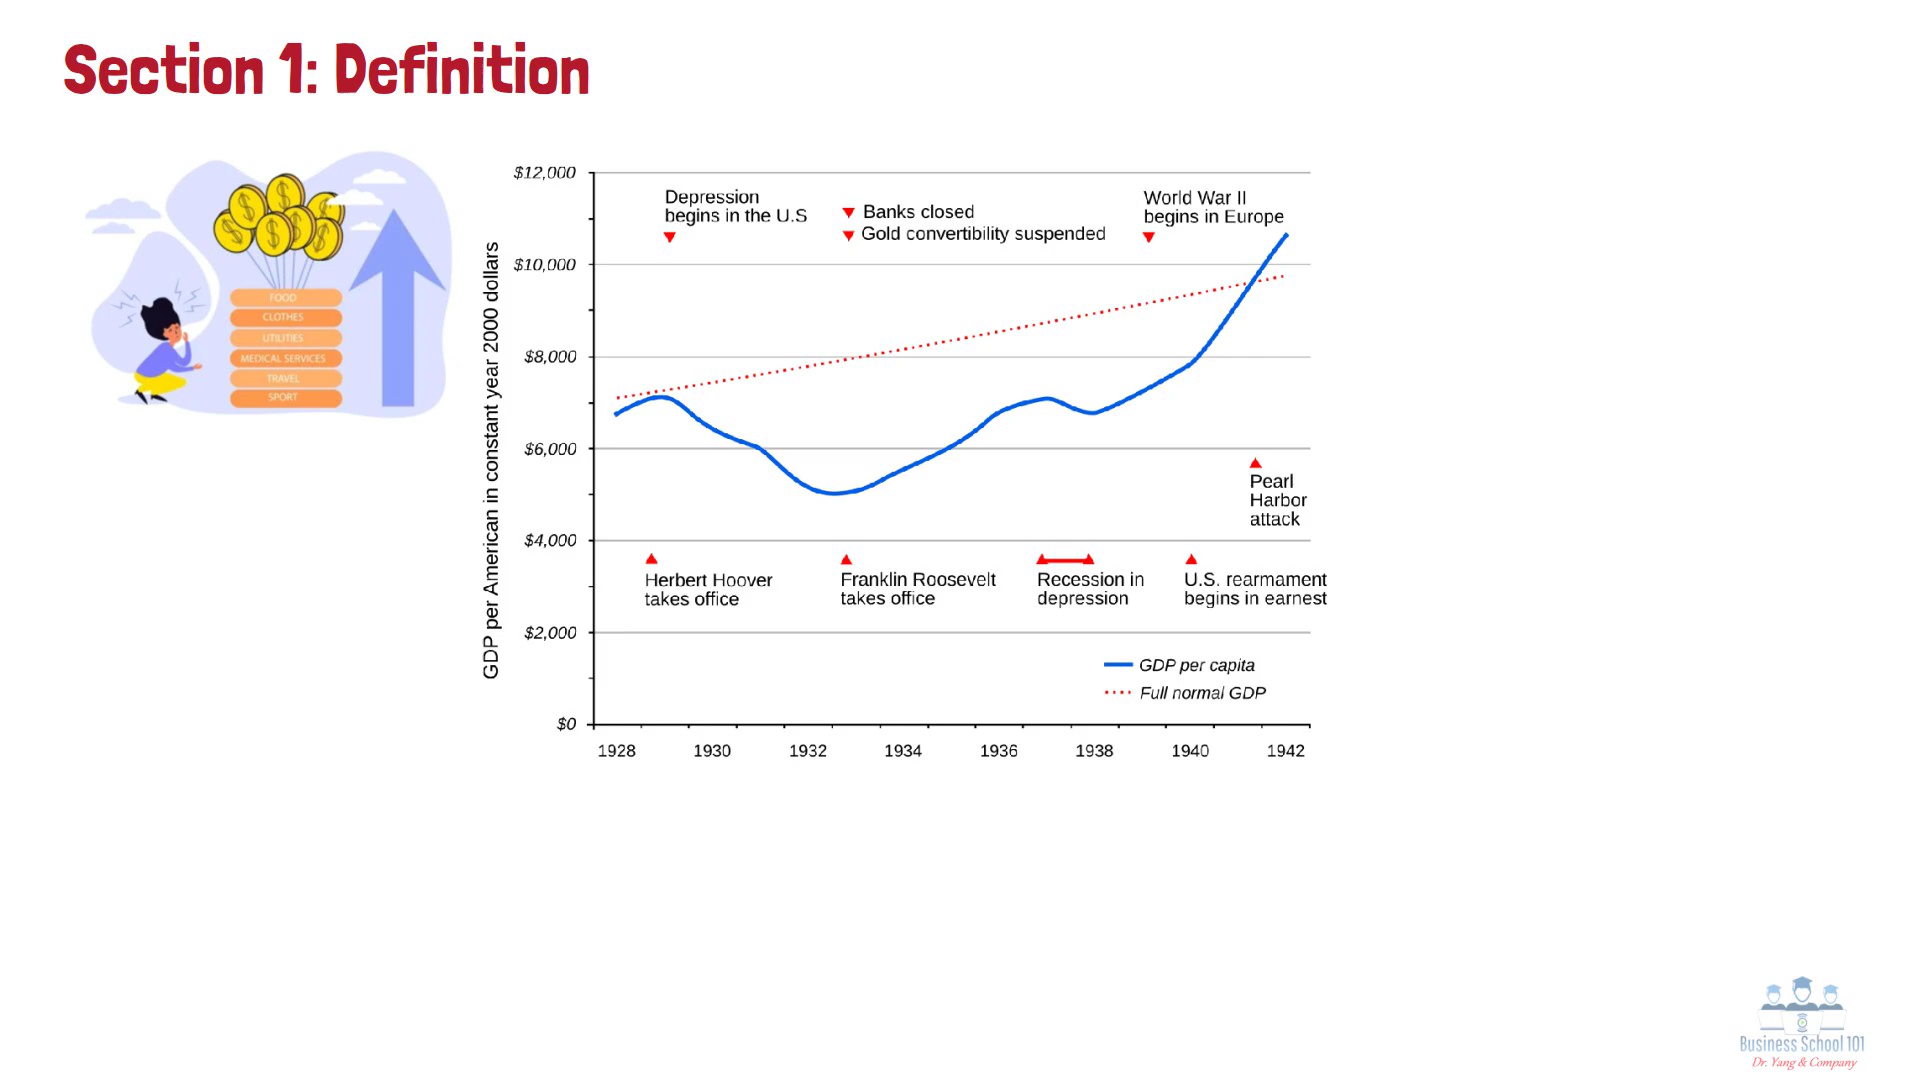 Section 1: Definition
FOOD
CLOTHES
UTILITIES
MEDICAL SERVICES
TRAVEL
SPORT
GDP per American in constant year 2000 dollars
$12,000
$10,000
$8,000
$6,000
$4,000
$2,000
$0
Depression
begins in the U.S
Banks closed
Gold convertibility suspended
World War II
begins in Europe
Pearl
Harbor
attack
Herbert Hoover
takes office
Franklin Roosevelt
takes office
Recession in
depression
U.S. rearmament
begins in earnest
GDP per capita
Full normal GDP
1928 1930 1932 1934 1936 1938 1940 1942
Business School 101
Dr. Yang & Company